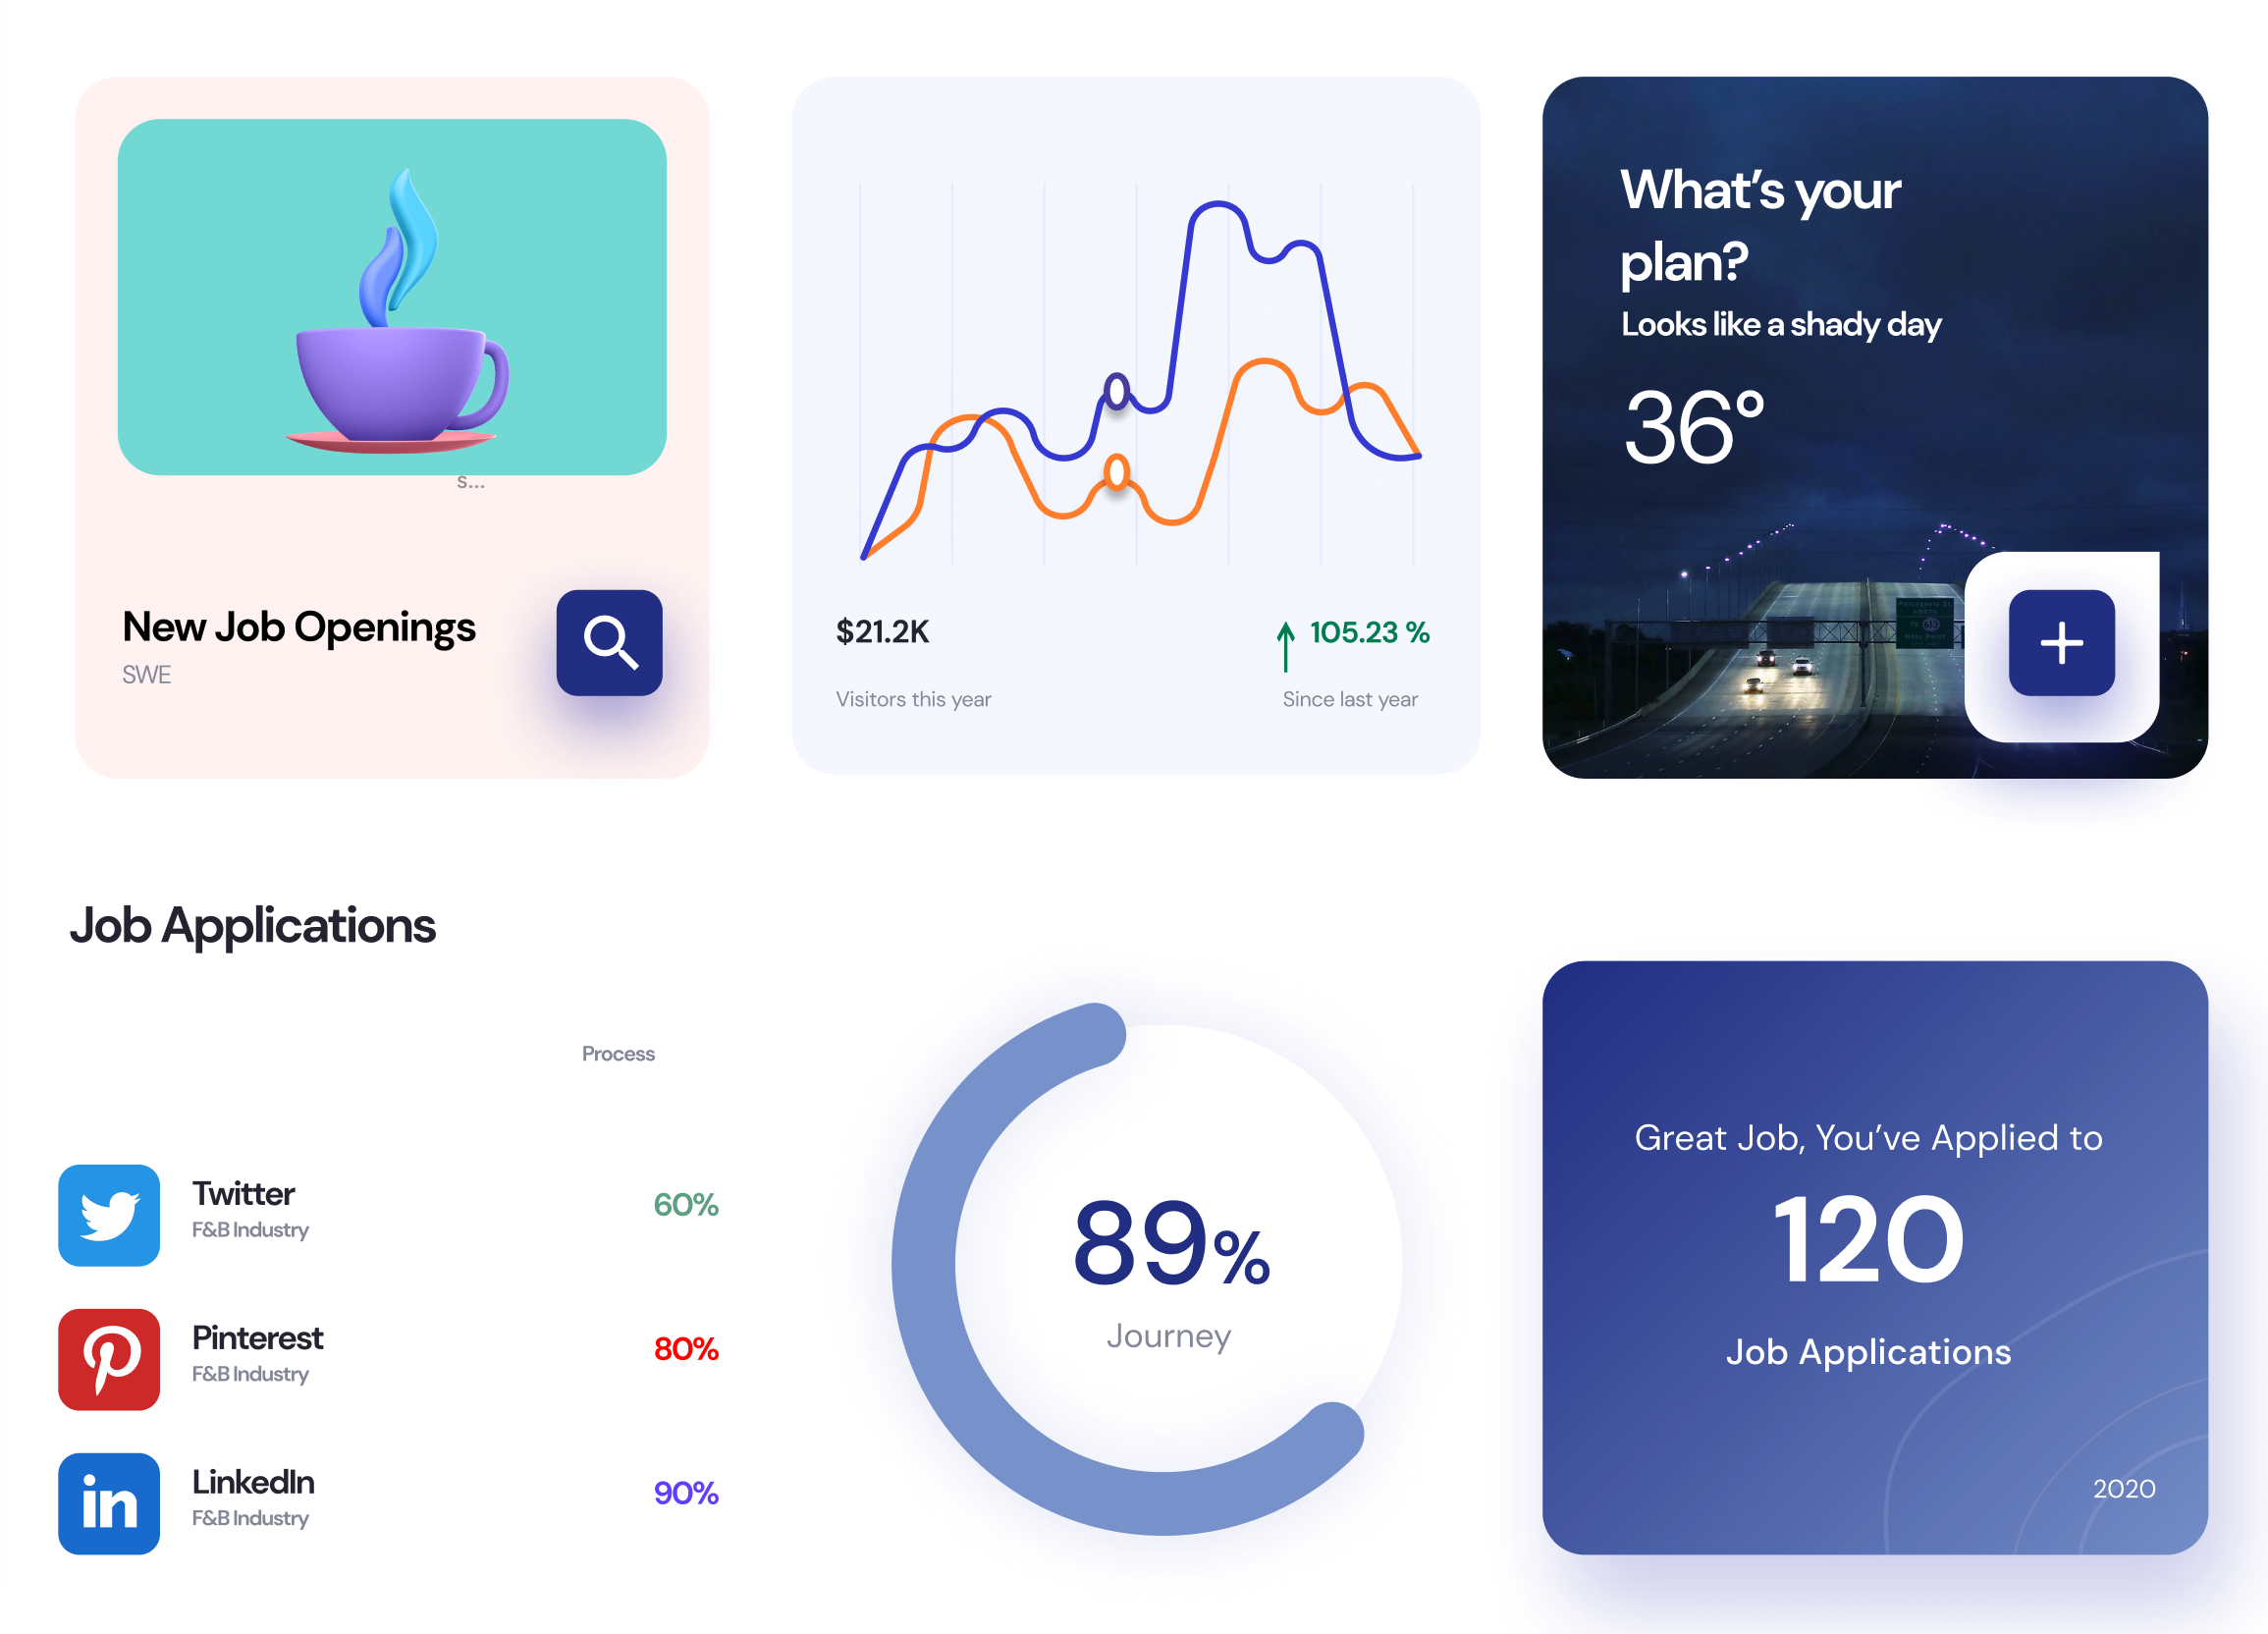 s...
New Job Openings
SWE
$21.2K
105.23 %
Visitors this year
Since last year
What's your
plan?
Looks like a shady day
36°
Job Applications
Process
Twitter
F&B Industry
60%
Pinterest
F&B Industry
80%
in
LinkedIn
F&B Industry
90%
89%
Journey
Great Job, You've Applied to
120
Job Applications
2020